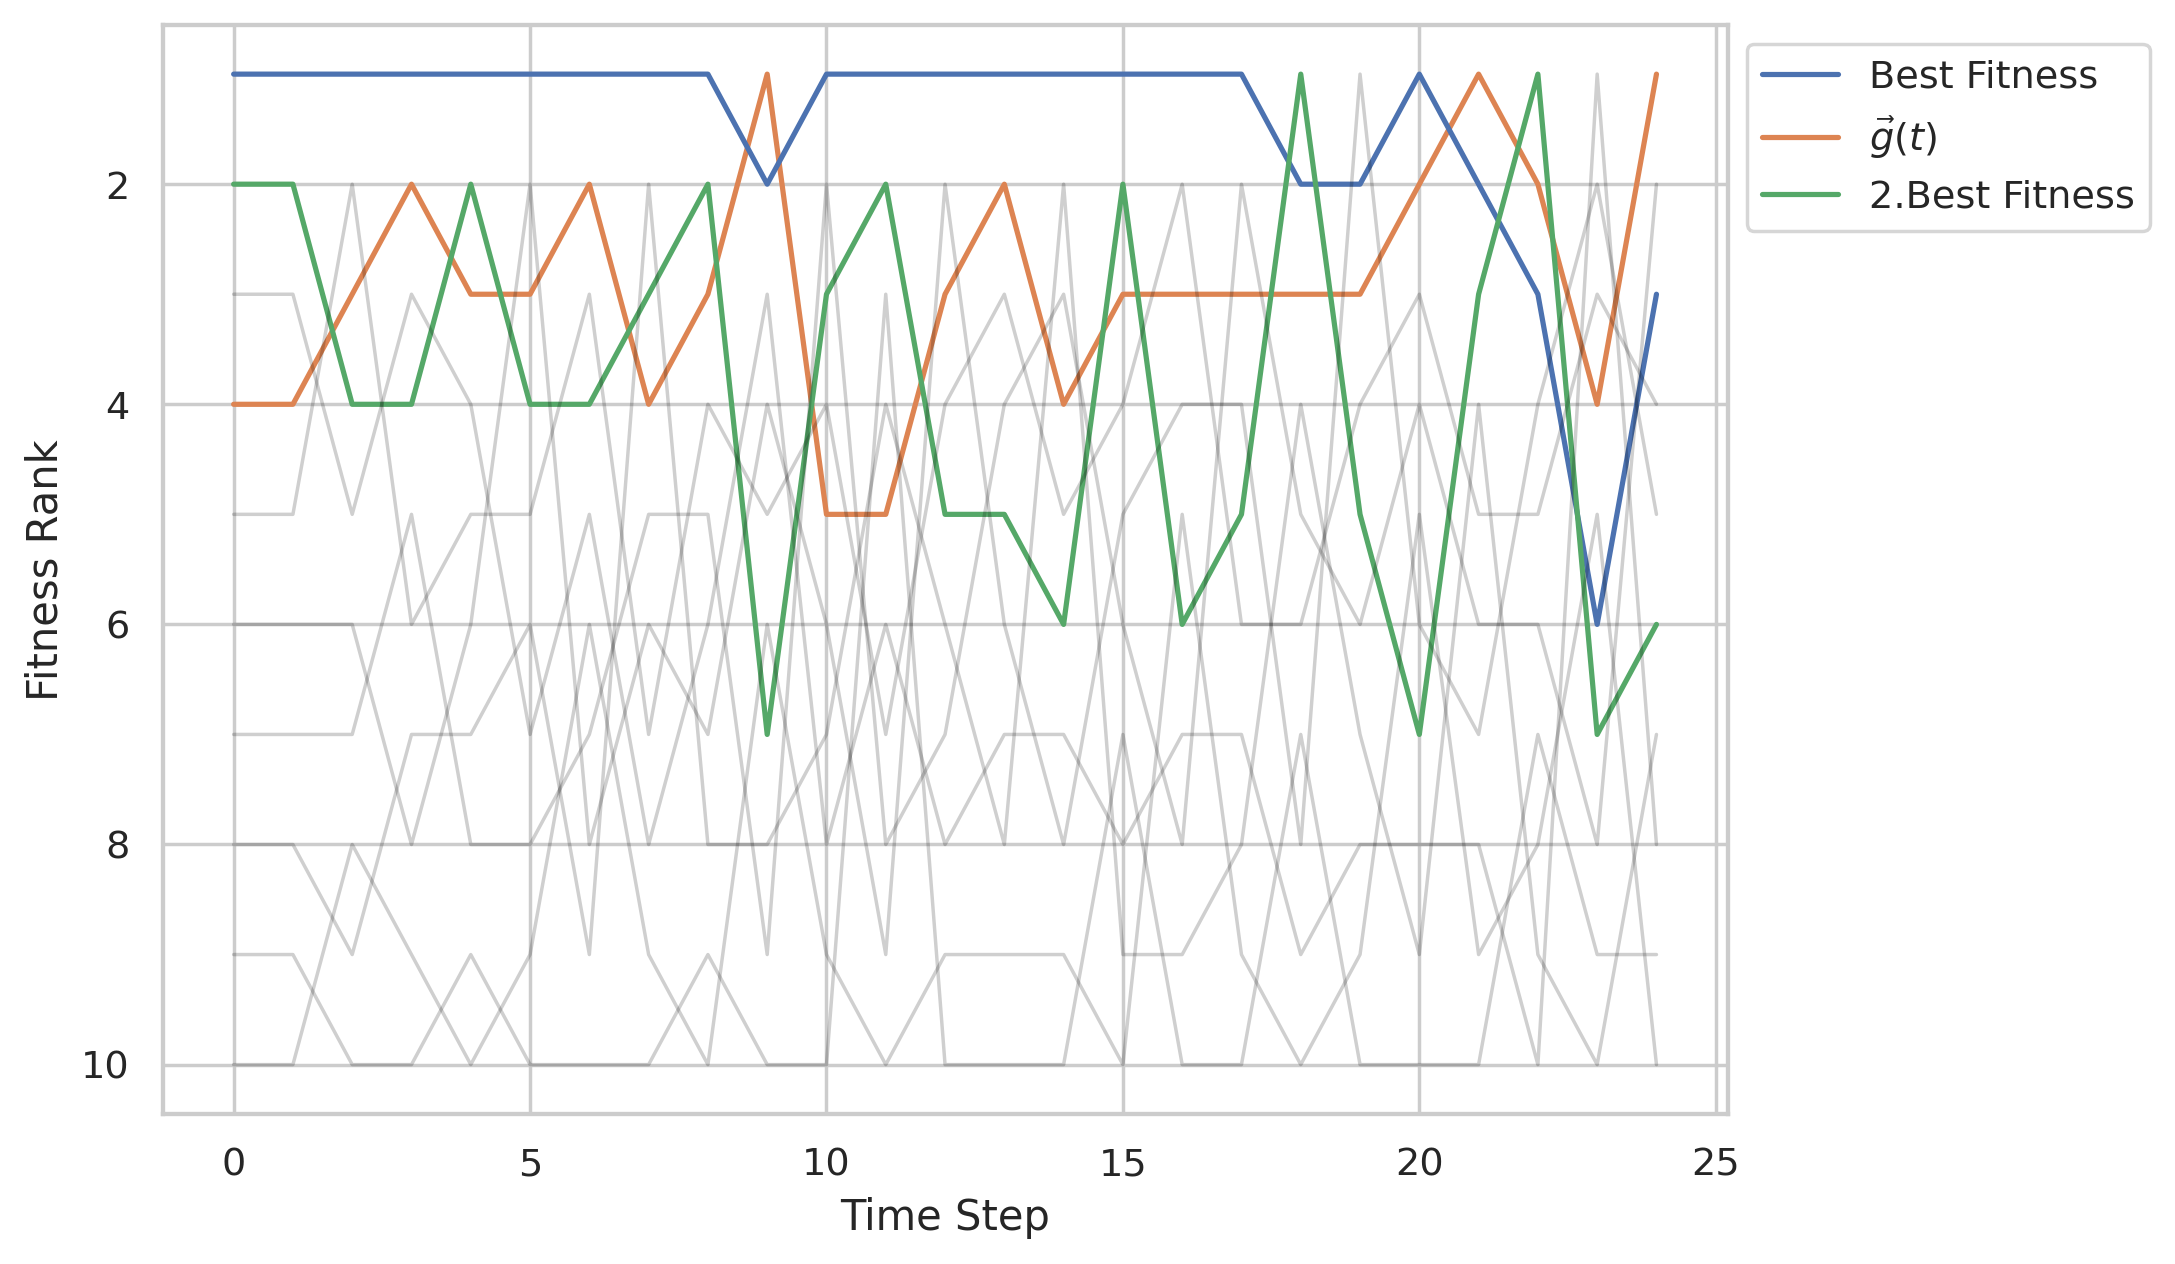 Best Fitness
g⃗(t)
2.Best Fitness
2
4
6
8
10
Fitness Rank
0 5 10 15 20 25
Time Step